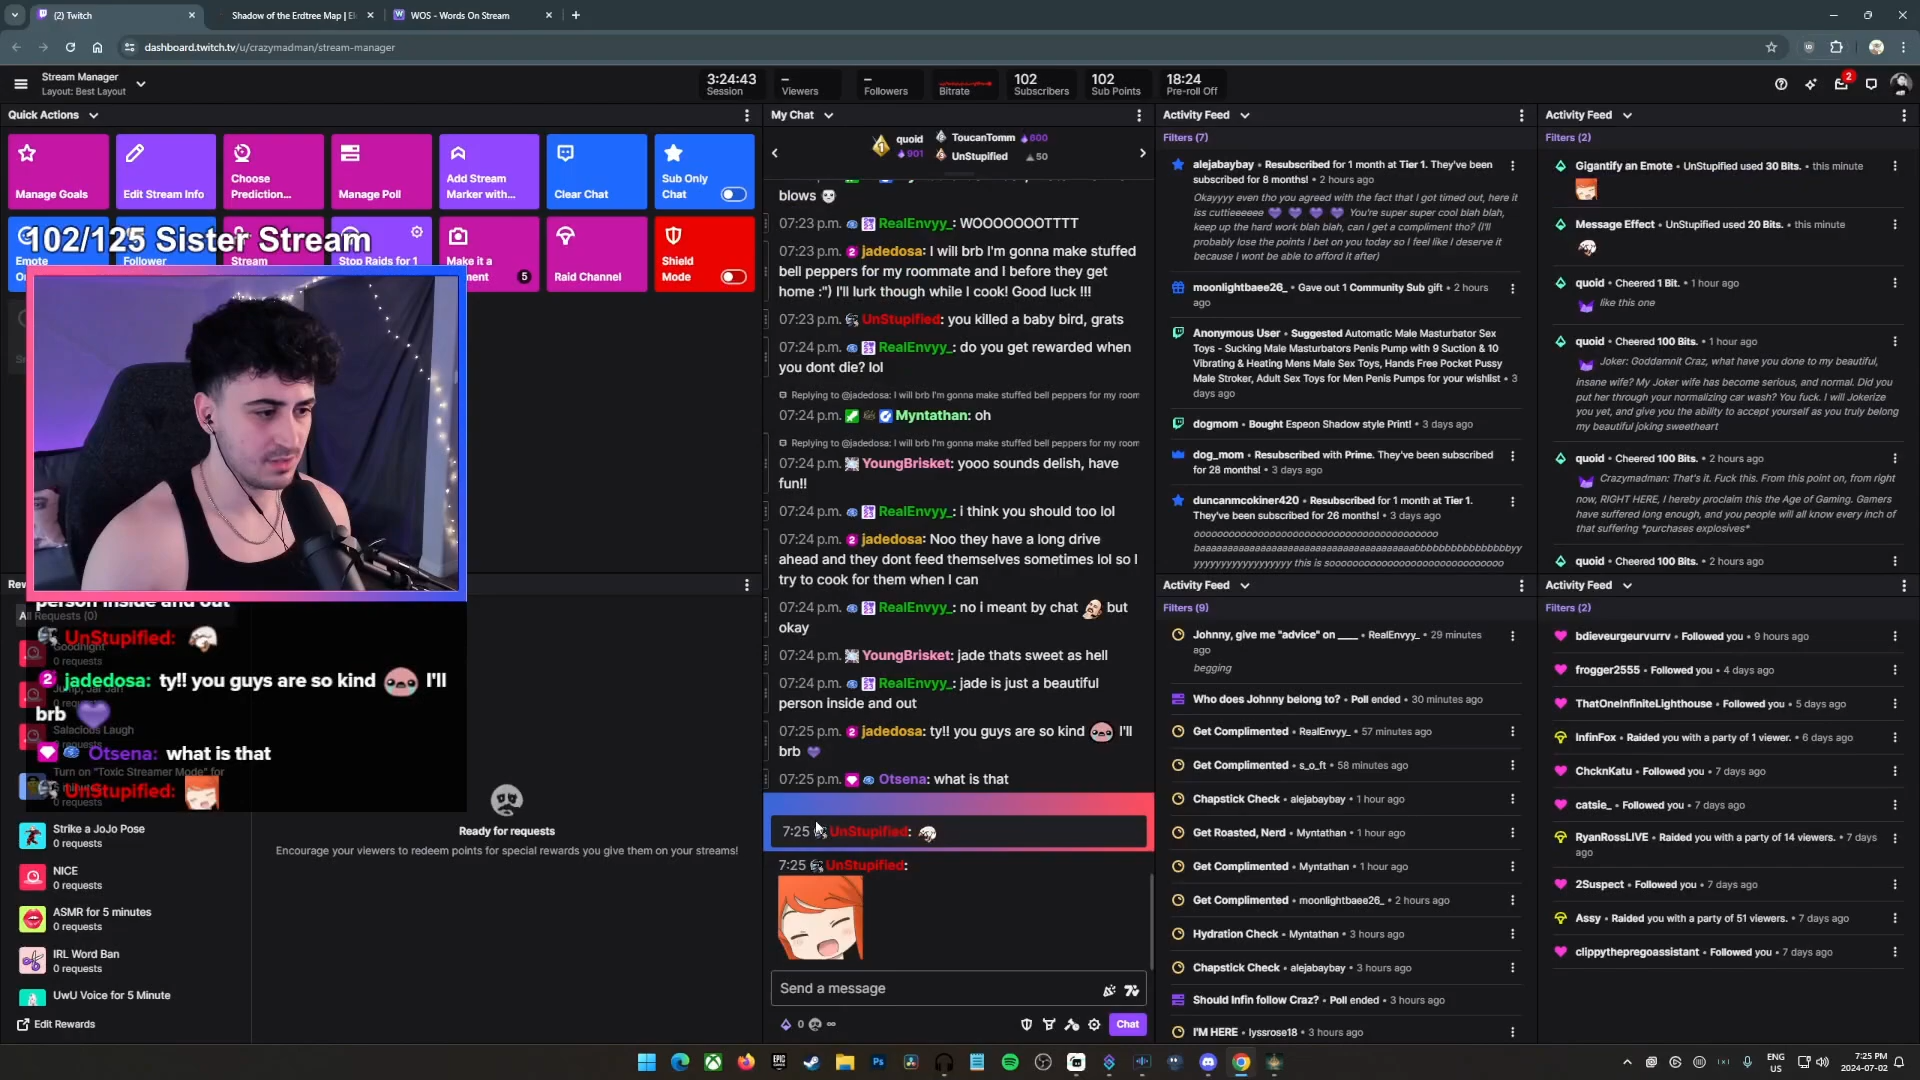 (2) Twitch
Shadow of the Erdtree Map | El
WOS - Words On Stream
dashboard.twitch.tv/u/crazymadman/stream-manager
Stream Manager
Layout: Best Layout
3:24:43
Session
–
Viewers
–
Followers
Bitrate
102
Subscribers
102
Sub Points
18:24
Pre-roll Off
2
Quick Actions
Manage Goals
Edit Stream Info
Choose
Prediction...
Manage Poll
Add Stream
Marker with...
Clear Chat
Sub Only
Chat
Emote
Follower
Stream
Stop Raids for 1
Make it a
5
Raid Channel
Shield
Mode
102/125 Sister Stream
person inside and out
All Requests (0)
UnStupified:
Goodnight
0 requests
jadedosa: ty!! you guys are so kind I'll
brb
Salacious Laugh
0 requests
Otsena: what is that
Turn on "Toxic Streamer Mode" for
UnStupified:
0 requests
Strike a JoJo Pose
0 requests
NICE
0 requests
ASMR for 5 minutes
0 requests
IRL Word Ban
0 requests
UwU Voice for 5 Minute
Edit Rewards
Ready for requests
Encourage your viewers to redeem points for special rewards you give them on your streams!
My Chat
1 quoid 901
ToucanTomm 600
UnStupified 50
blows
07:23 p.m. RealEnvyy_: WOOOOOOOTTTT
07:23 p.m. jadedosa: I will brb I'm gonna make stuffed
bell peppers for my roommate and I before they get
home :") I'll lurk though while I cook! Good luck !!!
07:23 p.m. UnStupified: you killed a baby bird, grats
07:24 p.m. RealEnvyy_: do you get rewarded when
you dont die? lol
Replying to @jadedosa: I will brb I'm gonna make stuffed bell peppers for my room
07:24 p.m. Myntathan: oh
Replying to @jadedosa: I will brb I'm gonna make stuffed bell peppers for my room
07:24 p.m. YoungBrisket: yooo sounds delish, have
fun!!
07:24 p.m. RealEnvyy_: i think you should too lol
07:24 p.m. jadedosa: Noo they have a long drive
ahead and they dont feed themselves sometimes lol so I
try to cook for them when I can
07:24 p.m. RealEnvyy_: no i meant by chat but
okay
07:24 p.m. YoungBrisket: jade thats sweet as hell
07:24 p.m. RealEnvyy_: jade is just a beautiful
person inside and out
07:25 p.m. jadedosa: ty!! you guys are so kind I'll
brb
07:25 p.m. Otsena: what is that
7:25 UnStupified:
7:25 UnStupified:
Send a message
0 ∞
Chat
Activity Feed
Filters (7)
alejabaybay • Resubscribed for 1 month at Tier 1. They've been
subscribed for 8 months! • 2 hours ago
Okayyyy even tho you agreed with the fact that I got timed out, here it
iss cuttieeeeee You're super super cool blah blah,
keep up the hard work blah blah, can I get a compliment tho? (I'll
probably lose the points I bet on you today so I feel like I deserve it
because I wont be able to afford it after)
moonlightbaee26_ • Gave out 1 Community Sub gift • 2 hours
ago
Anonymous User • Suggested Automatic Male Masturbator Sex
Toys - Sucking Male Masturbators Penis Pump with 9 Suction & 10
Vibrating & Heating Mens Male Sex Toys, Hands Free Pocket Pussy
Male Stroker, Adult Sex Toys for Men Penis Pumps for your wishlist • 3
days ago
dogmom • Bought Espeon Shadow style Print! • 3 days ago
dog_mom • Resubscribed with Prime. They've been subscribed
for 28 months! • 3 days ago
duncanmcokiner420 • Resubscribed for 1 month at Tier 1.
They've been subscribed for 26 months! • 3 days ago
Activity Feed
Filters (2)
Gigantify an Emote • UnStupified used 30 Bits. • this minute
Message Effect • UnStupified used 20 Bits. • this minute
quoid • Cheered 1 Bit. • 1 hour ago
like this one
quoid • Cheered 100 Bits. • 1 hour ago
Joker: Goddamnit Craz, what have you done to my beautiful,
insane wife? My Joker wife has become serious, and normal. Did you
put her through your normalizing car wash? You fuck. I will Jokerize
you yet, and give you the ability to accept yourself as you truly belong
my beautiful joking sweetheart
quoid • Cheered 100 Bits. • 2 hours ago
Crazymadman: That's it. Fuck this. From this point on, from right
now, RIGHT HERE, I hereby proclaim this the Age of Gaming. Gamers
have suffered long enough, and you people will all know every inch of
that suffering *purchases explosives*
quoid • Cheered 100 Bits. • 2 hours ago
Activity Feed
Filters (9)
Johnny, give me "advice" on ____ • RealEnvyy_ • 29 minutes
ago
begging
Who does Johnny belong to? • Poll ended • 30 minutes ago
Get Complimented • RealEnvyy_ • 57 minutes ago
Get Complimented • s_o_ft • 58 minutes ago
Chapstick Check • alejabaybay • 1 hour ago
Get Roasted, Nerd • Myntathan • 1 hour ago
Get Complimented • Myntathan • 1 hour ago
Get Complimented • moonlightbaee26_ • 2 hours ago
Hydration Check • Myntathan • 3 hours ago
Chapstick Check • alejabaybay • 3 hours ago
Should Infin follow Craz? • Poll ended • 3 hours ago
I'M HERE • lyssrose18 • 3 hours ago
Activity Feed
Filters (2)
bdieveurgeurvurrv • Followed you • 9 hours ago
frogger2555 • Followed you • 4 days ago
ThatOneInfiniteLighthouse • Followed you • 5 days ago
InfinFox • Raided you with a party of 1 viewer. • 6 days ago
ChcknKatu • Followed you • 7 days ago
catsie_ • Followed you • 7 days ago
RyanRossLIVE • Raided you with a party of 14 viewers. • 7 days
ago
2Suspect • Followed you • 7 days ago
Assy • Raided you with a party of 51 viewers. • 7 days ago
clippythepregoassistant • Followed you • 7 days ago
ENG
US
7:25 PM
2024-07-02